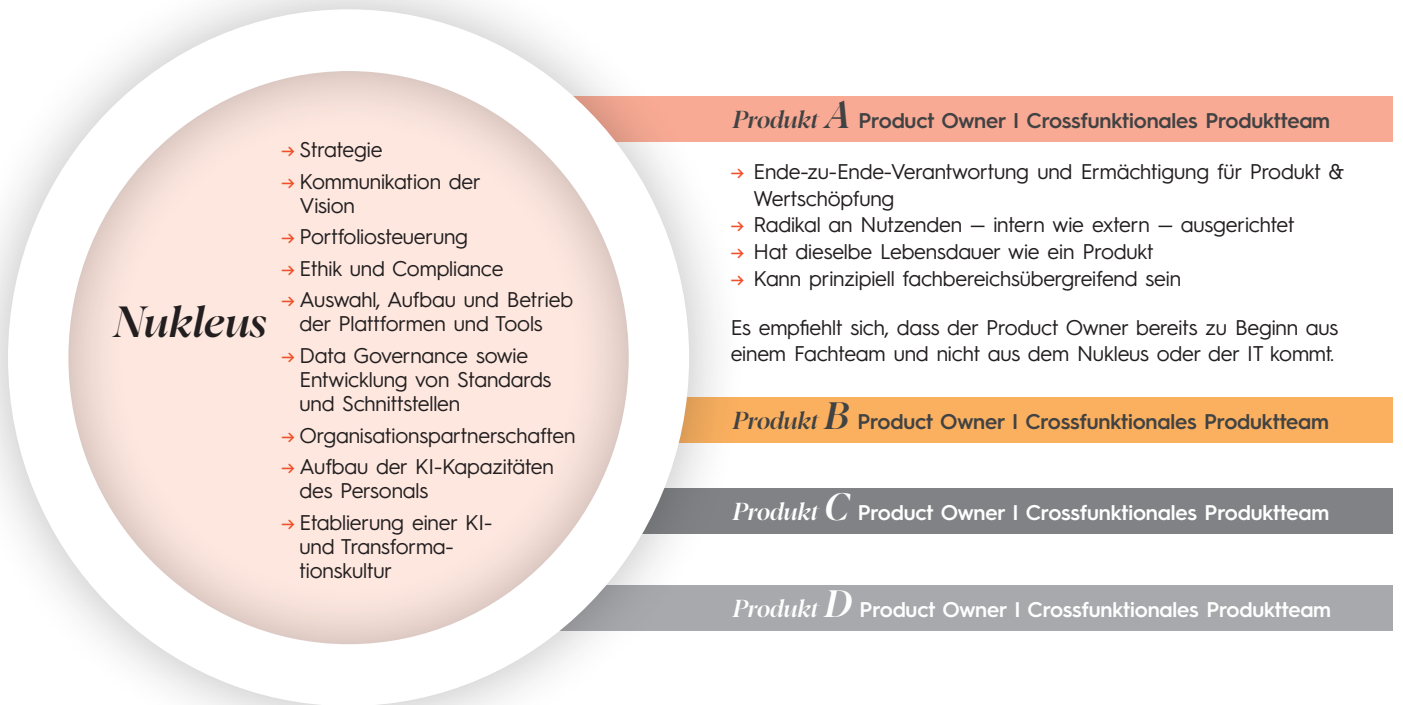 Nukleus
→ Strategie
→ Kommunikation der
Vision
→ Portfoliosteuerung
→ Ethik und Compliance
→ Auswahl, Aufbau und Betrieb
der Plattformen und Tools
→ Data Governance sowie
Entwicklung von Standards
und Schnittstellen
→ Organisationspartnerschaften
→ Aufbau der KI-Kapazitäten
des Personals
→ Etablierung einer KI-
und Transforma-
tionskultur
Produkt A Product Owner I Crossfunktionales Produktteam
→ Ende-zu-Ende-Verantwortung und Ermächtigung für Produkt &
Wertschöpfung
→ Radikal an Nutzenden – intern wie extern – ausgerichtet
→ Hat dieselbe Lebensdauer wie ein Produkt
→ Kann prinzipiell fachbereichsübergreifend sein
Es empfiehlt sich, dass der Product Owner bereits zu Beginn aus
einem Fachteam und nicht aus dem Nukleus oder der IT kommt.
Produkt B Product Owner I Crossfunktionales Produktteam
Produkt C Product Owner I Crossfunktionales Produktteam
Produkt D Product Owner I Crossfunktionales Produktteam